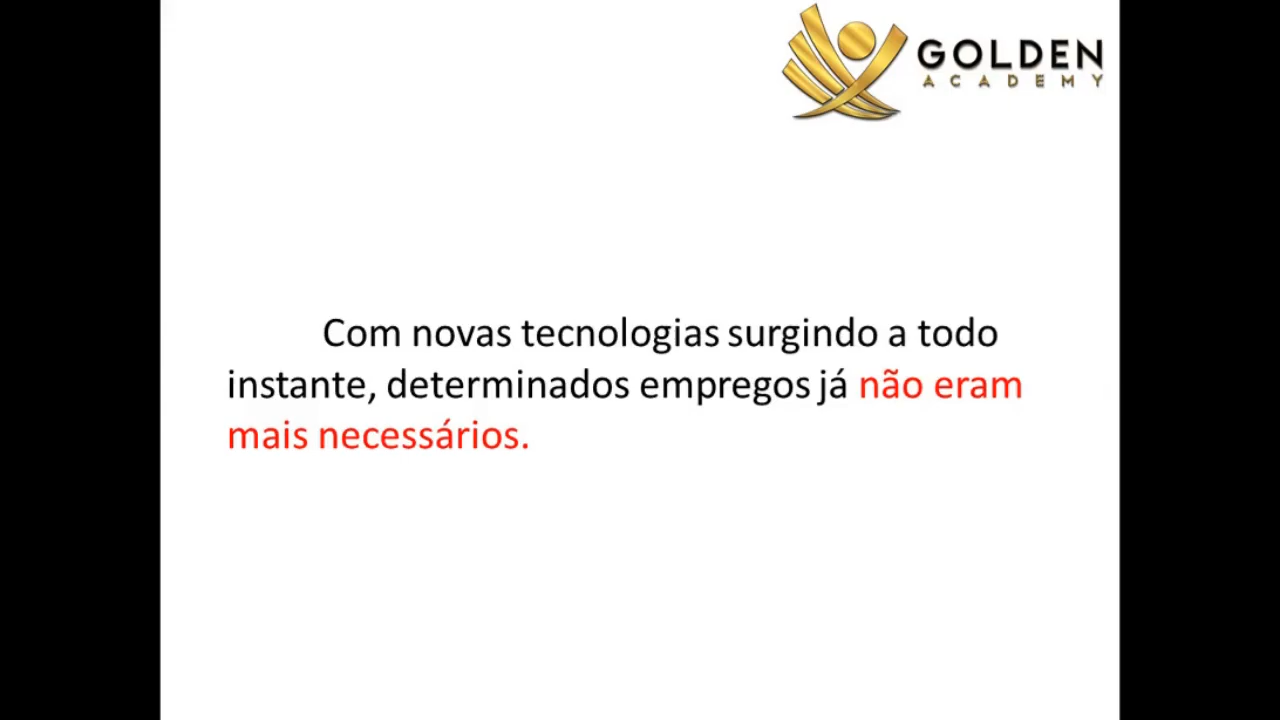 GOLDEN
ACADEMY
Com novas tecnologias surgindo a todo
instante, determinados empregos já não eram
mais necessários.